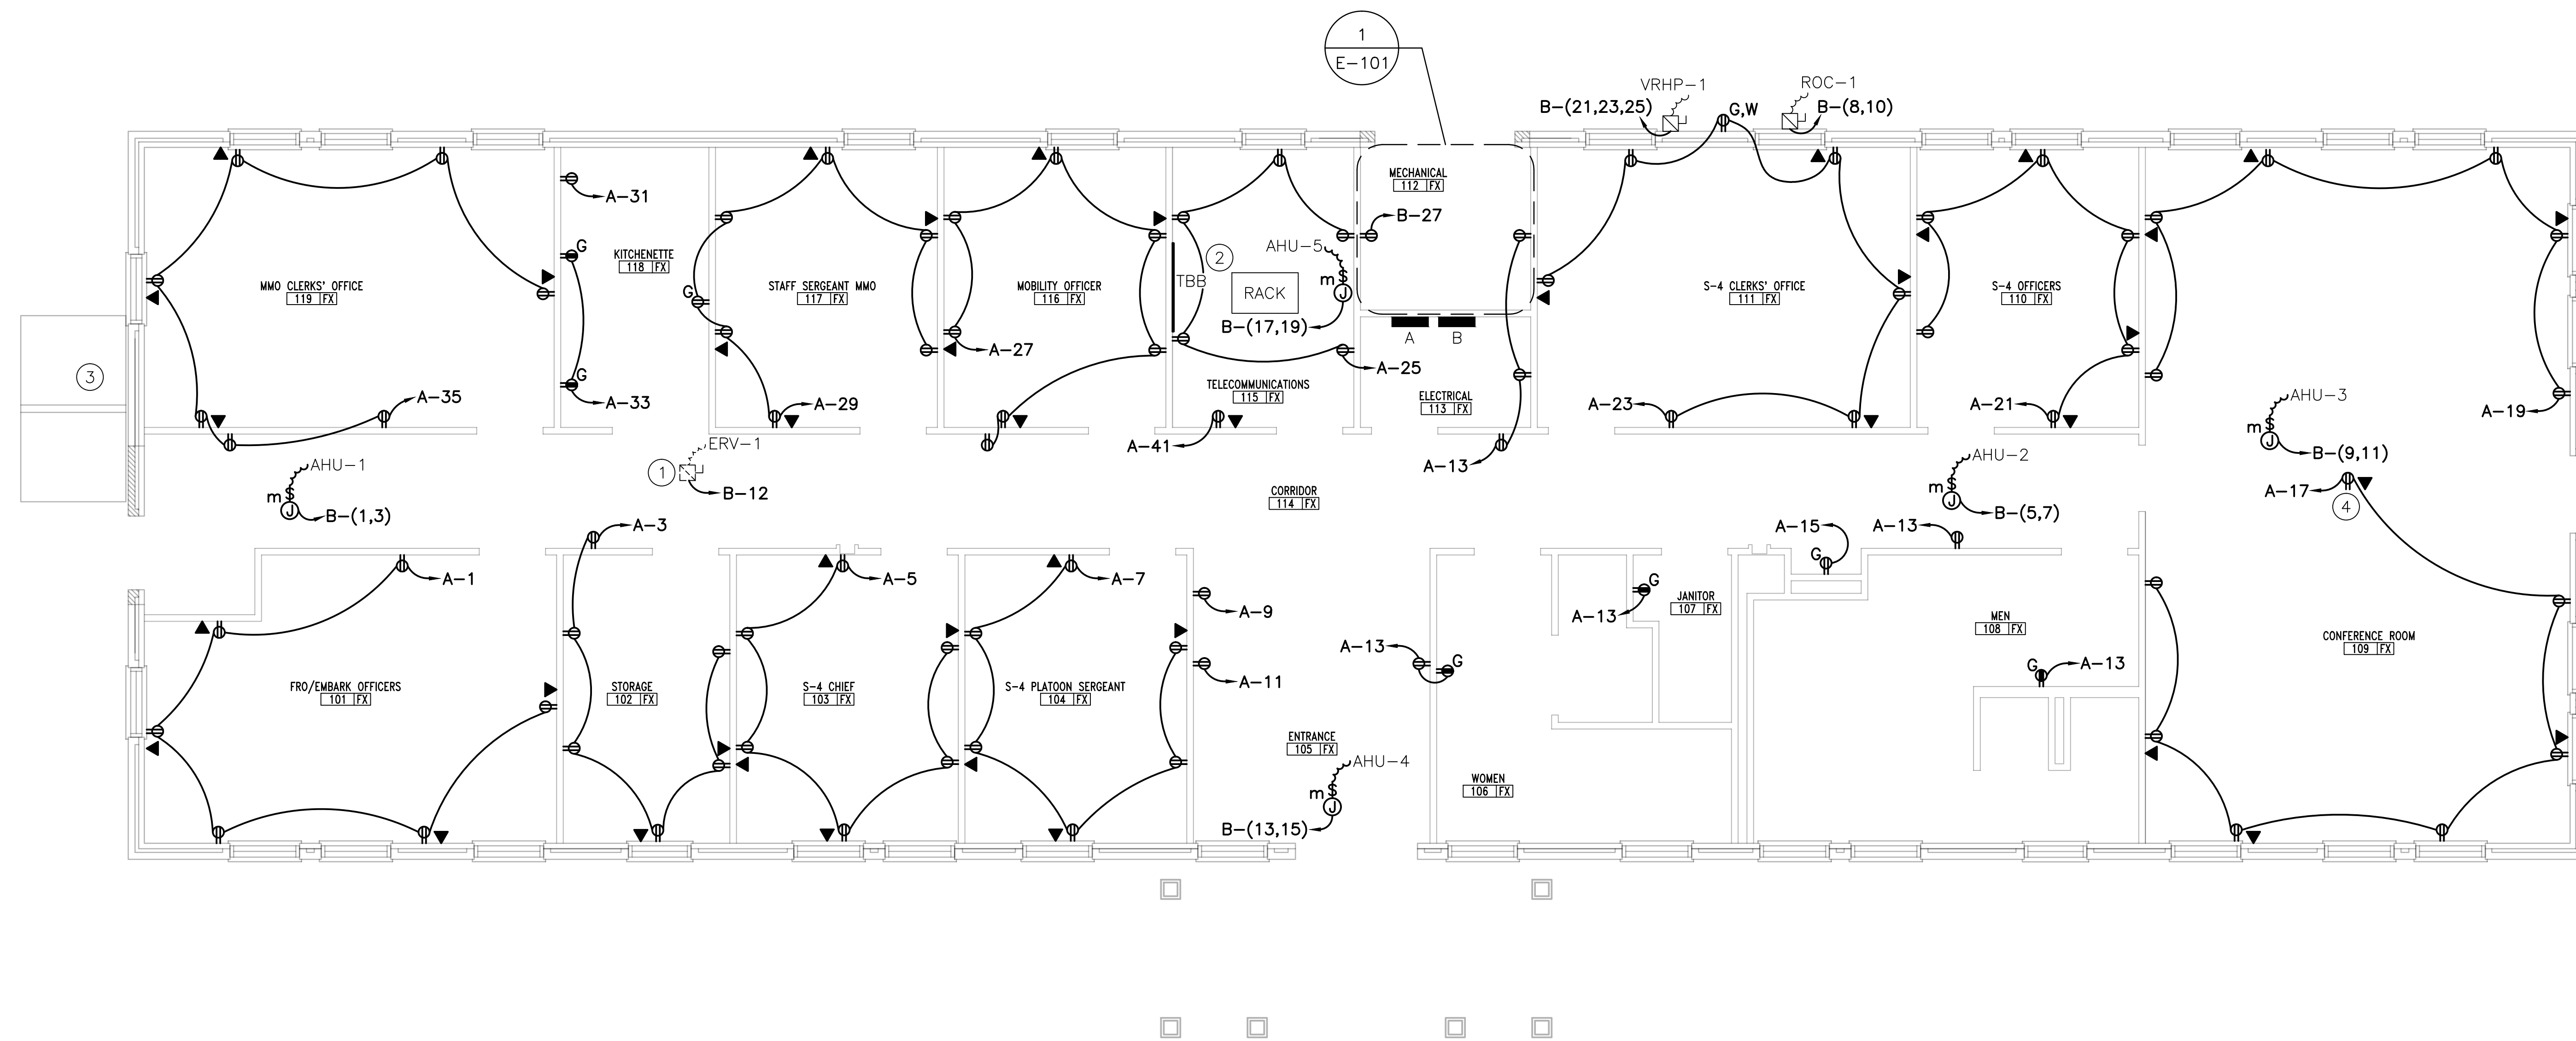 1
E-101
VRHP-1
ROC-1
B-(21,23,25)
G,W
B-(8,10)
MECHANICAL
112 FX
A-31
B-27
G
AHU-5
2
KITCHENETTE
118 FX
m $
J
TBB
RACK
MMO CLERKS' OFFICE
119 FX
STAFF SERGEANT MMO
117 FX
G
MOBILITY OFFICER
116 FX
S-4 CLERKS' OFFICE
111 FX
S-4 OFFICERS
110 FX
B-(17,19)
A
B
A-27
3
G
A-25
A-35
A-33
A-29
TELECOMMUNICATIONS
115 FX
ELECTRICAL
113 FX
A-23
A-21
AHU-3
A-19
m $
J
B-(9,11)
ERV-1
A-41
A-13
1
AHU-1
m $
J
B-(1,3)
B-12
CORRIDOR
114 FX
AHU-2
m $
J
B-(5,7)
A-17
4
A-3
A-15
A-13
G
A-1
A-5
A-7
G
A-9
A-13
JANITOR
107 FX
MEN
108 FX
A-13
G
G
A-13
CONFERENCE ROOM
109 FX
A-11
FRO/EMBARK OFFICERS
101 FX
STORAGE
102 FX
S-4 CHIEF
103 FX
S-4 PLATOON SERGEANT
104 FX
ENTRANCE
105 FX
AHU-4
m $
J
WOMEN
106 FX
B-(13,15)